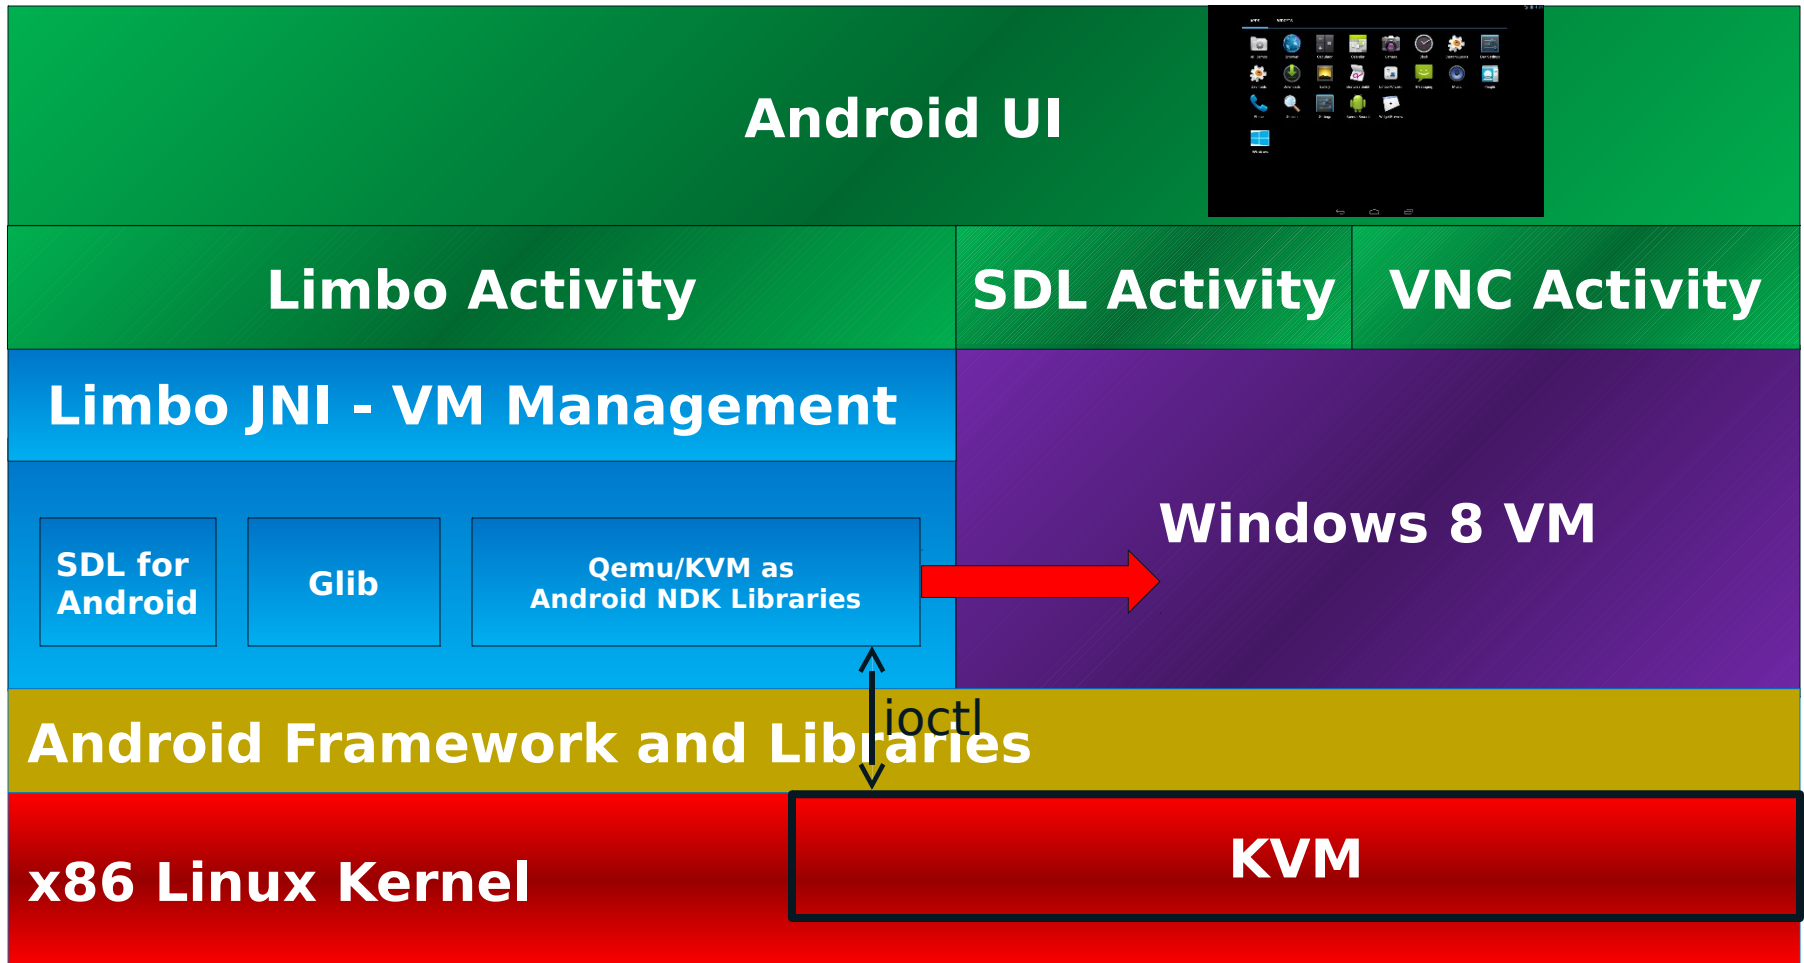 Android UI
Limbo Activity
SDL Activity
VNC Activity
Limbo JNI - VM Management
Windows 8 VM
SDL for
Android
Glib
Qemu/KVM as
Android NDK Libraries
ioctl
Android Framework and Libraries
KVM
x86 Linux Kernel